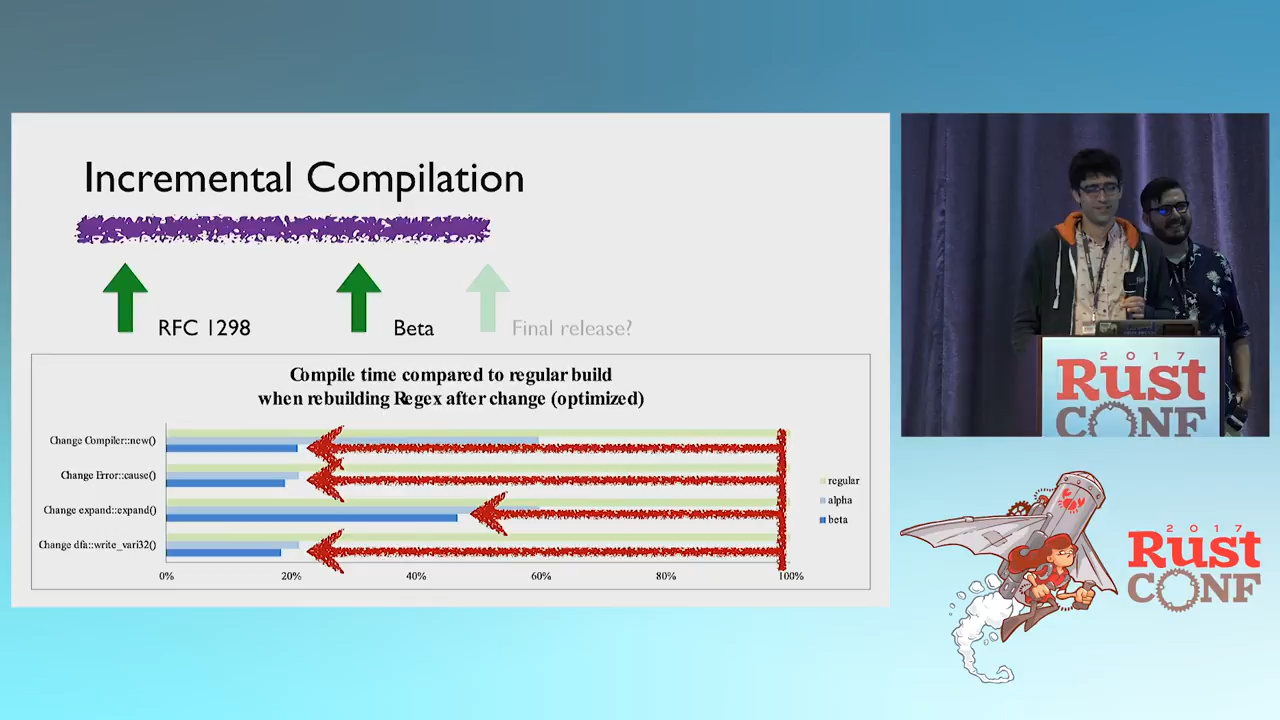 Incremental Compilation
RFC 1298
Beta
Final release?
Compile time compared to regular build
when rebuilding Regex after change (optimized)
Change Compiler::new()
Change Error::cause()
Change expand::expand()
Change dfa::write_vari32()
0%
20%
40%
60%
80%
100%
regular
alpha
beta
2017
Rust
CONF
2017
Rust
CONF